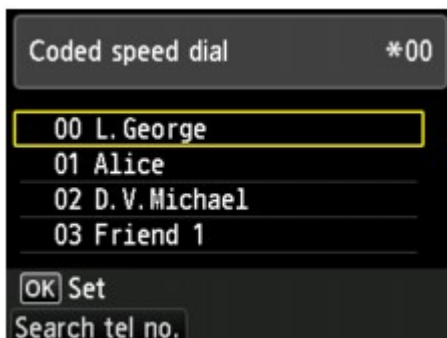 Coded speed dial *00
00 L.George
01 Alice
02 D.V.Michael
03 Friend 1
OK Set
Search tel no.